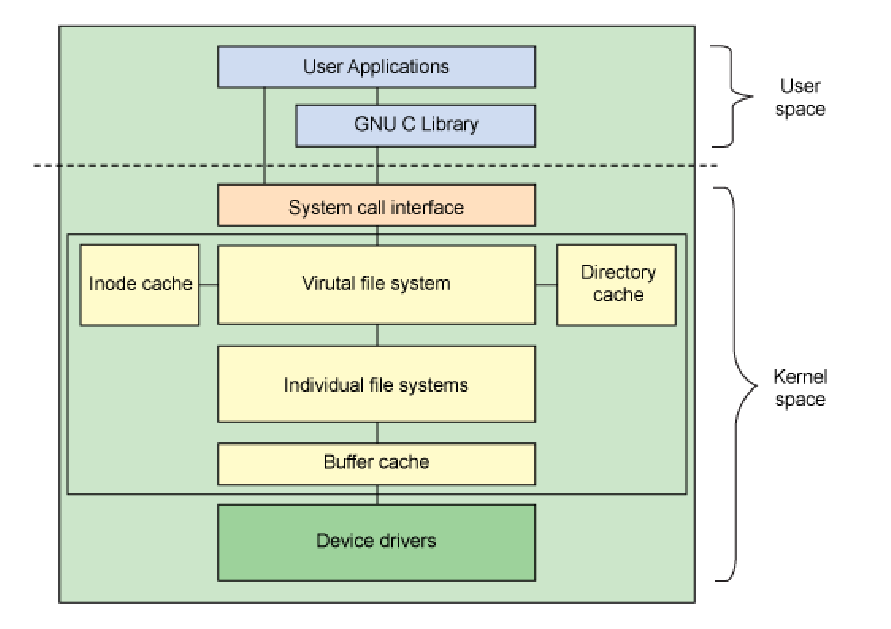 User Applications
User
space
GNU C Library
System call interface
Inode cache
Virutal file system
Directory
cache
Individual file systems
Kernel
space
Buffer cache
Device drivers